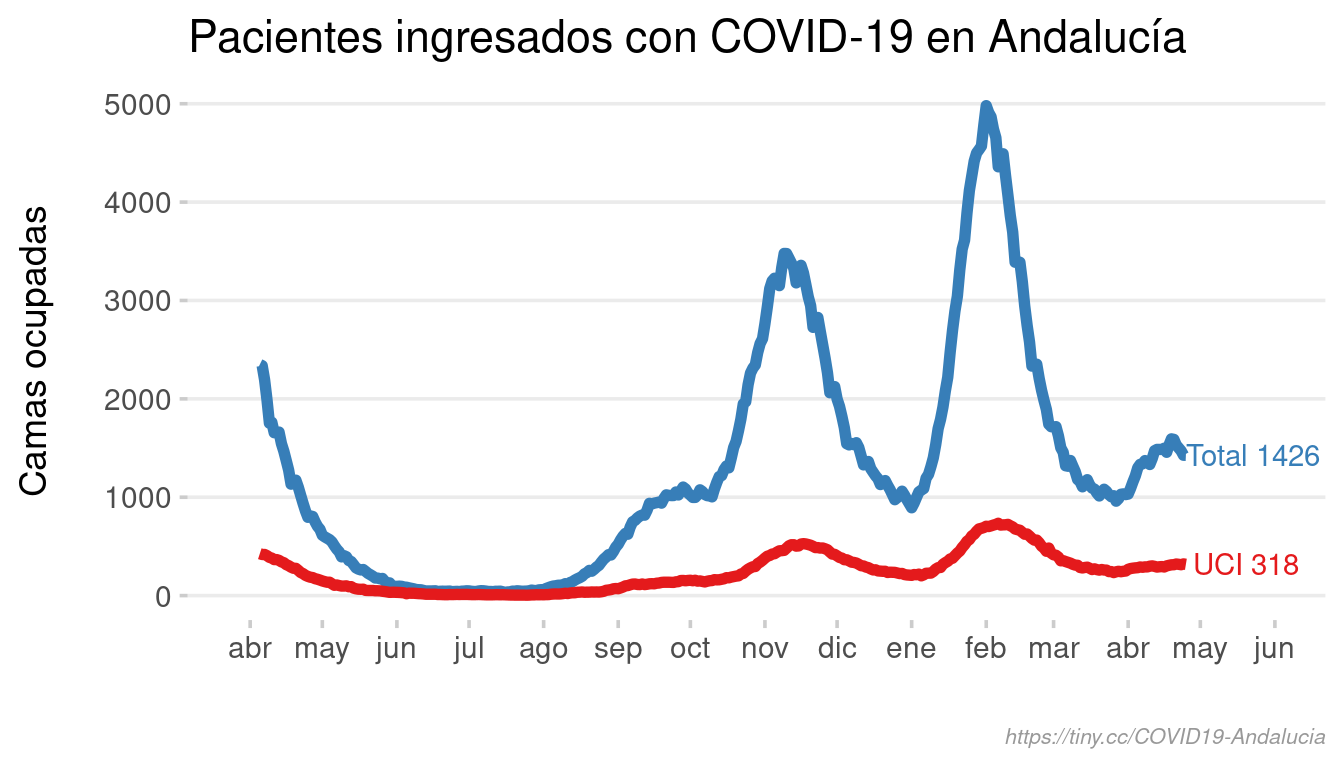 Pacientes ingresados con COVID-19 en Andalucía
Camas ocupadas
5000
4000
3000
2000
1000
0
Total 1426
UCI 318
abr may jun jul ago sep oct nov dic ene feb mar abr may jun
https://tiny.cc/COVID19-Andalucia